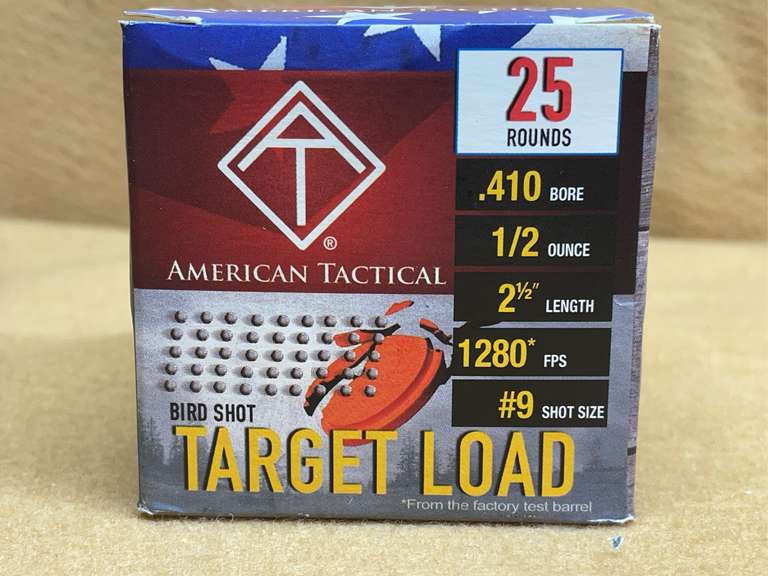 25
ROUNDS
.410 BORE
1/2 OUNCE
2½" LENGTH
1280* FPS
#9 SHOT SIZE
AT
®
AMERICAN TACTICAL
BIRD SHOT
TARGET LOAD
*From the factory test barrel